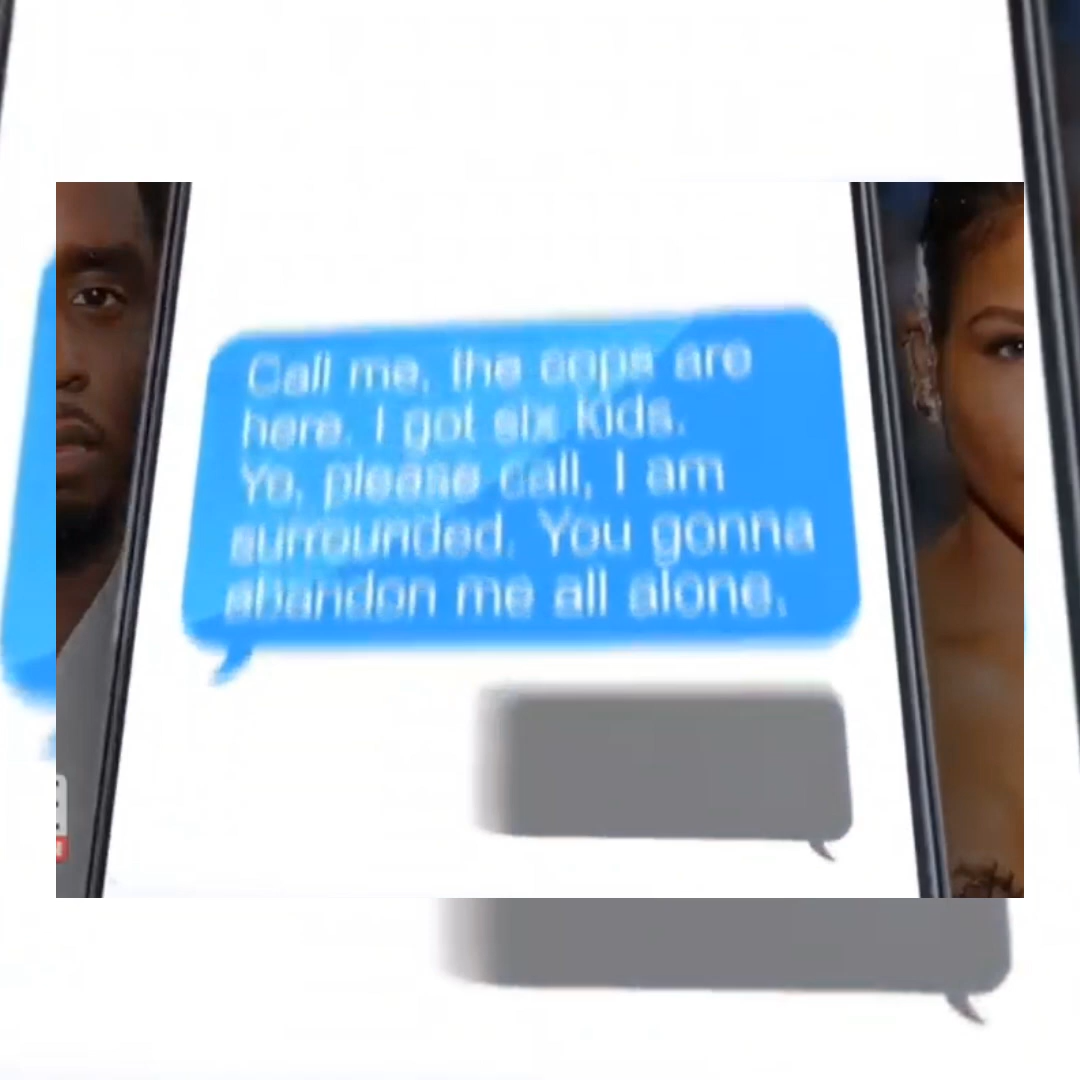 Call me, the cops are
here. I got six kids.
Yo, please call, I am
surrounded. You gonna
abandon me all alone.